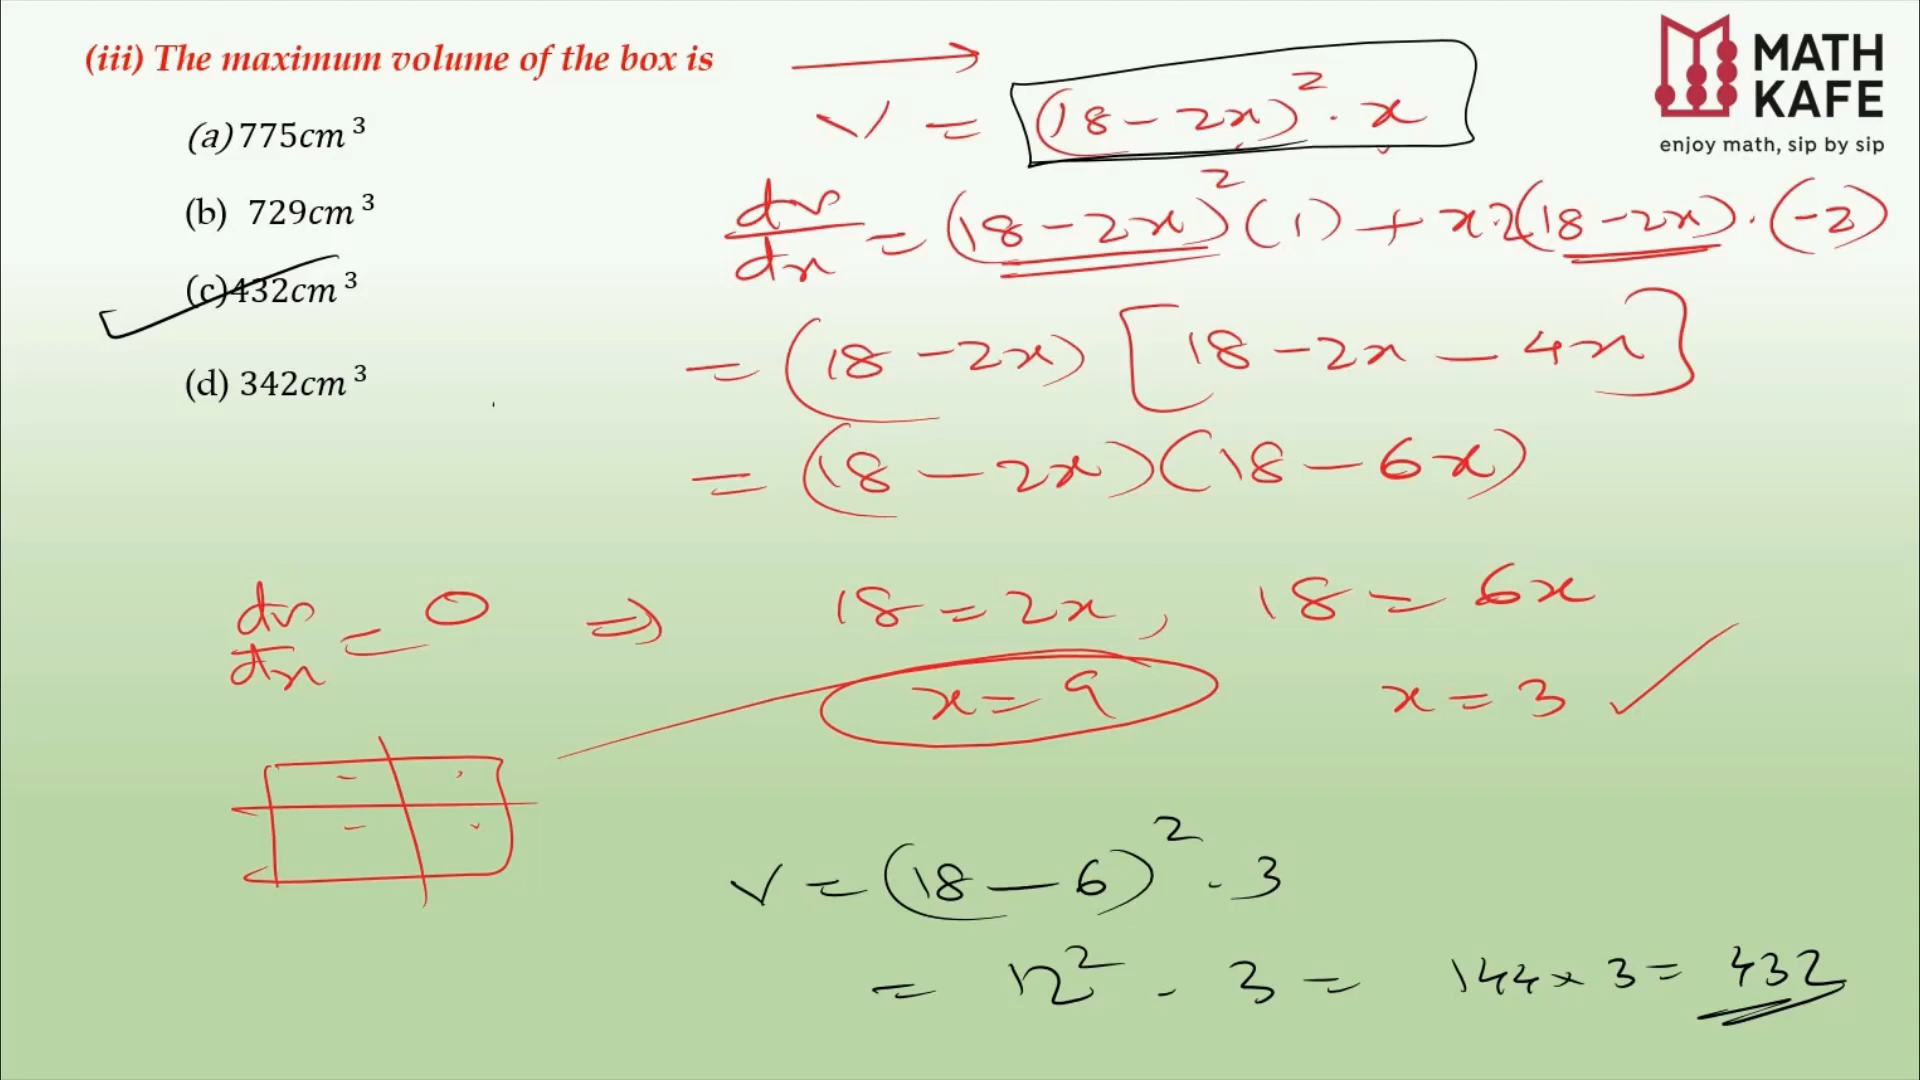 (iii) The maximum volume of the box is
MATH
KAFE
enjoy math, sip by sip
V = (18 - 2x)² · x
(a) 775cm³
(b) 729cm³
(c) 432cm³
(d) 342cm³
dv/dx = (18 - 2x)² (1) + x · 2(18 - 2x) · (-2)
= (18 - 2x) [18 - 2x - 4x]
= (18 - 2x)(18 - 6x)
dv/dx = 0 ⇒ 18 = 2x, 18 = 6x
x = 9 x = 3 ✓
V = (18 - 6)² · 3
= 12² · 3 = 144 × 3 = 432